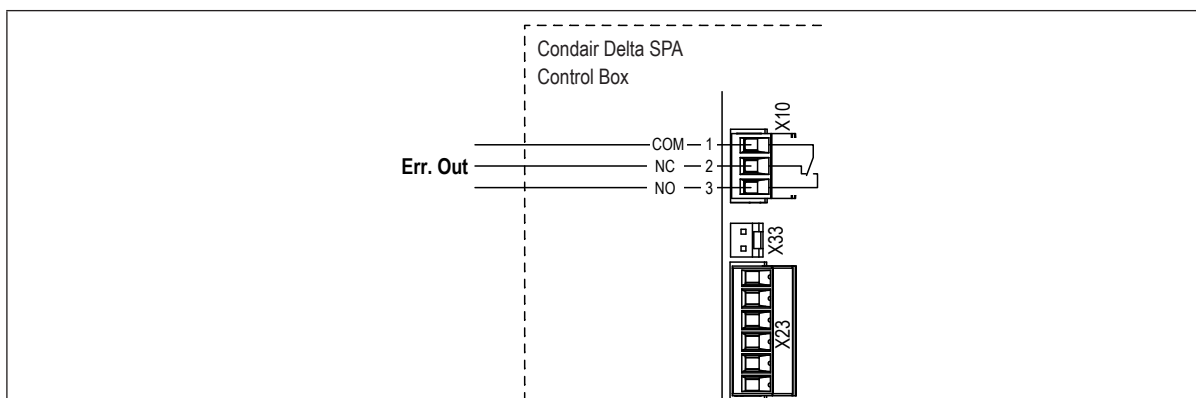 Condair Delta SPA
Control Box
X10
COM 1
Err. Out
NC 2
NO 3
X33
X23